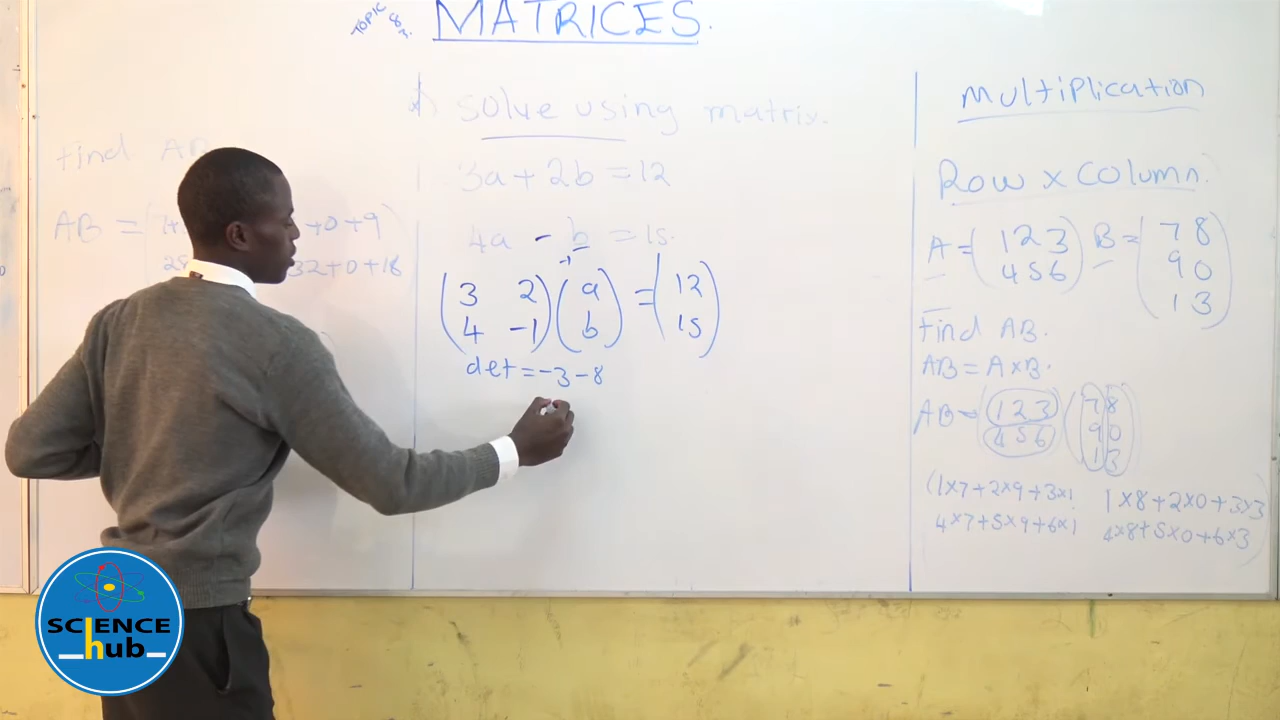 TOPIC 8
MATRICES.
find AB
AB = 1+ +0+9
28 32+0+18
solve using matrix.
3a + 2b = 12
4a - b = 15.
-1
(3 2) (a) = (12)
(4 -1) (b) (15)
det = -3 - 8
Multiplication
Row x Column.
A = (1 2 3) B = (7 8)
(4 5 6) (9 0)
(1 3)
Find AB.
AB = A x B.
AB = (1 2 3) (7 8)
(4 5 6) (9 0)
(1 3)
(1x7+2x9+3x1 1x8+2x0+3x3)
4x7+5x9+6x1 4x8+5x0+6x3)
SCIENCE
hub